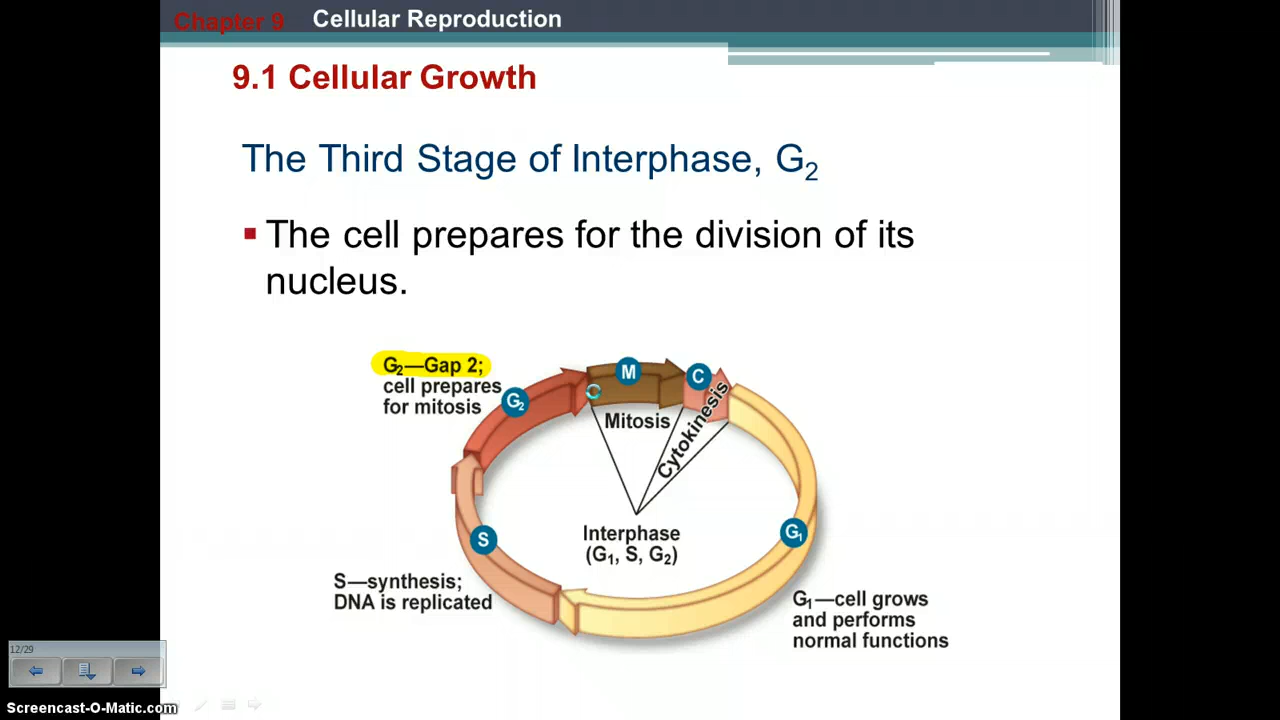 Chapter 9 Cellular Reproduction
9.1 Cellular Growth
The Third Stage of Interphase, G₂
▪ The cell prepares for the division of its
nucleus.
G₂—Gap 2;
cell prepares
for mitosis
G₂
M
C
Mitosis
Cytokinesis
Interphase
(G₁, S, G₂)
S
G₁
S—synthesis;
DNA is replicated
G₁—cell grows
and performs
normal functions
12/29
Screencast-O-Matic.com